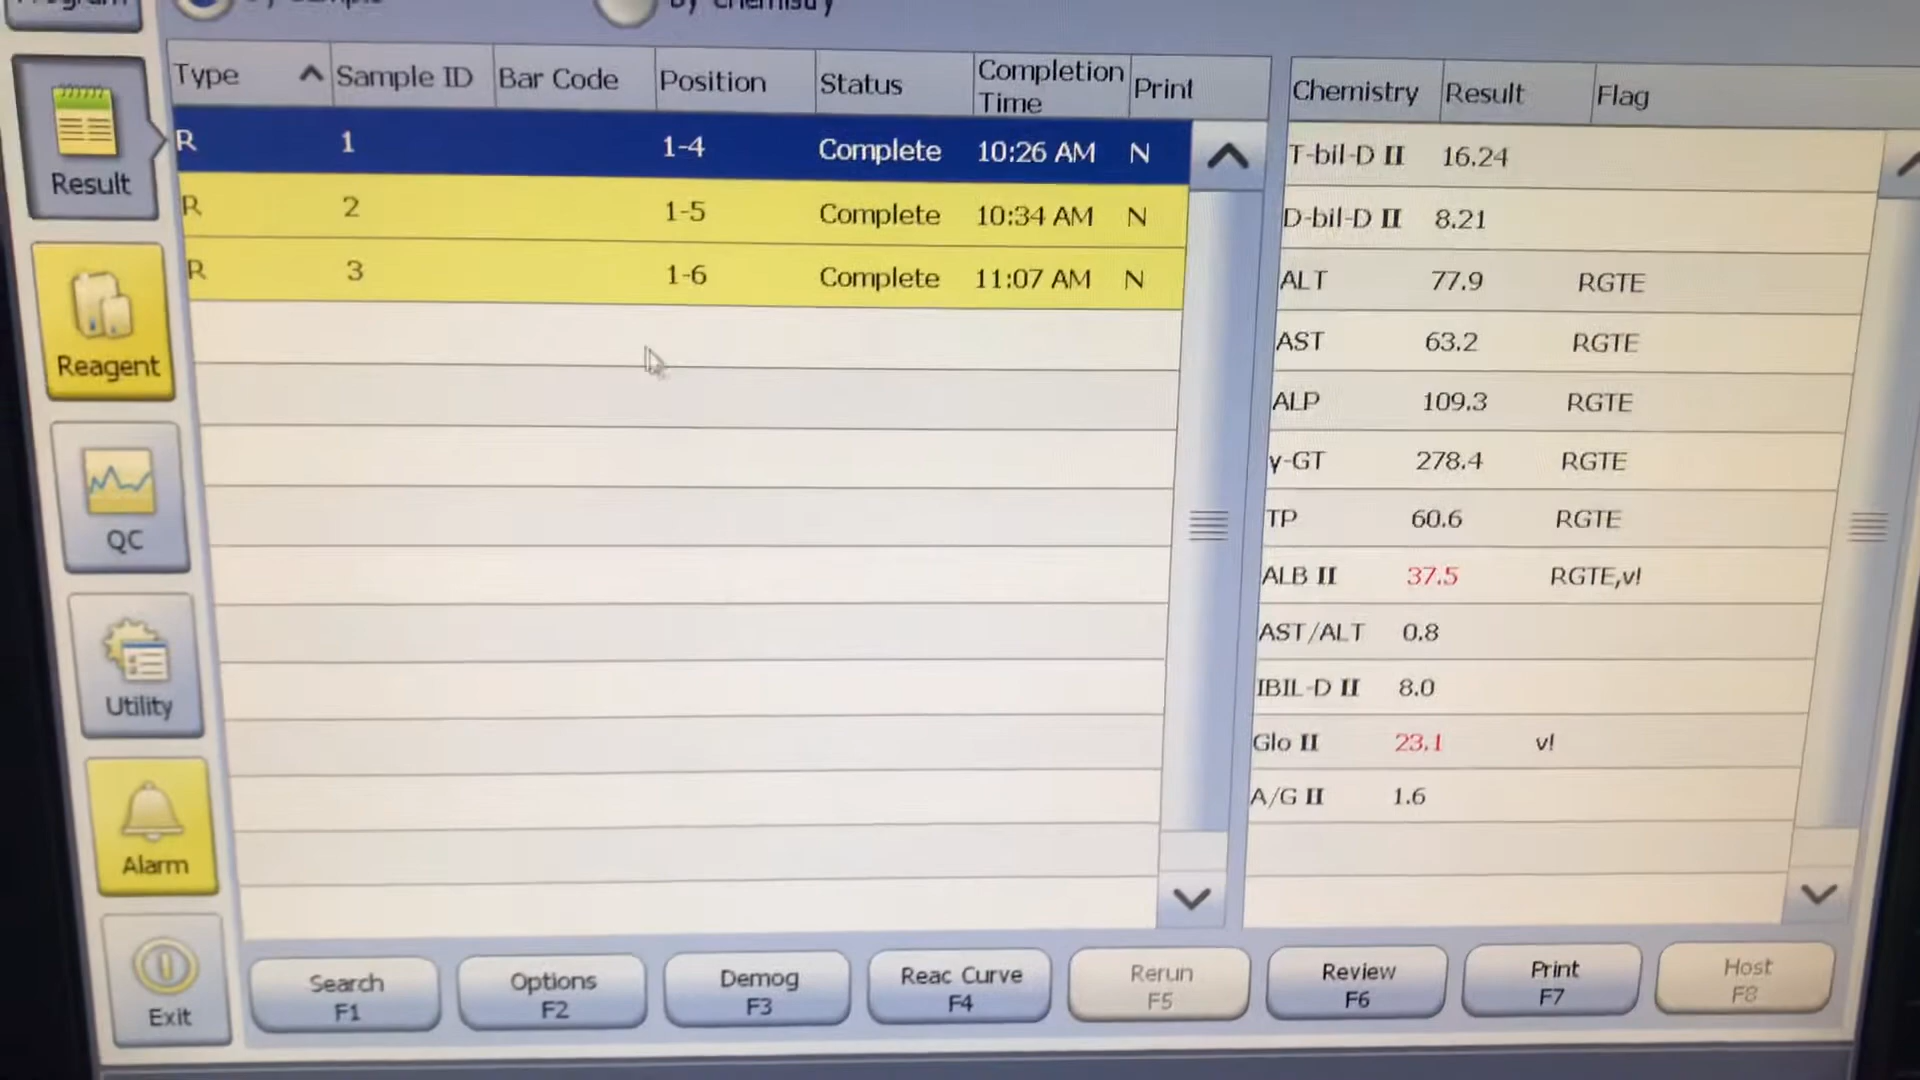 Program
By Sample
By Chemistry
Type Sample ID Bar Code Position Status Completion Time Print
R 1 1-4 Complete 10:26 AM N
R 2 1-5 Complete 10:34 AM N
R 3 1-6 Complete 11:07 AM N
Chemistry Result Flag
T-bil-D II 16.24
D-bil-D II 8.21
ALT 77.9 RGTE
AST 63.2 RGTE
ALP 109.3 RGTE
γ-GT 278.4 RGTE
TP 60.6 RGTE
ALB II 37.5 RGTE,v!
AST/ALT 0.8
IBIL-D II 8.0
Glo II 23.1 v!
A/G II 1.6
Result
Reagent
QC
Utility
Alarm
Exit
Search F1
Options F2
Demog F3
Reac Curve F4
Rerun F5
Review F6
Print F7
Host F8